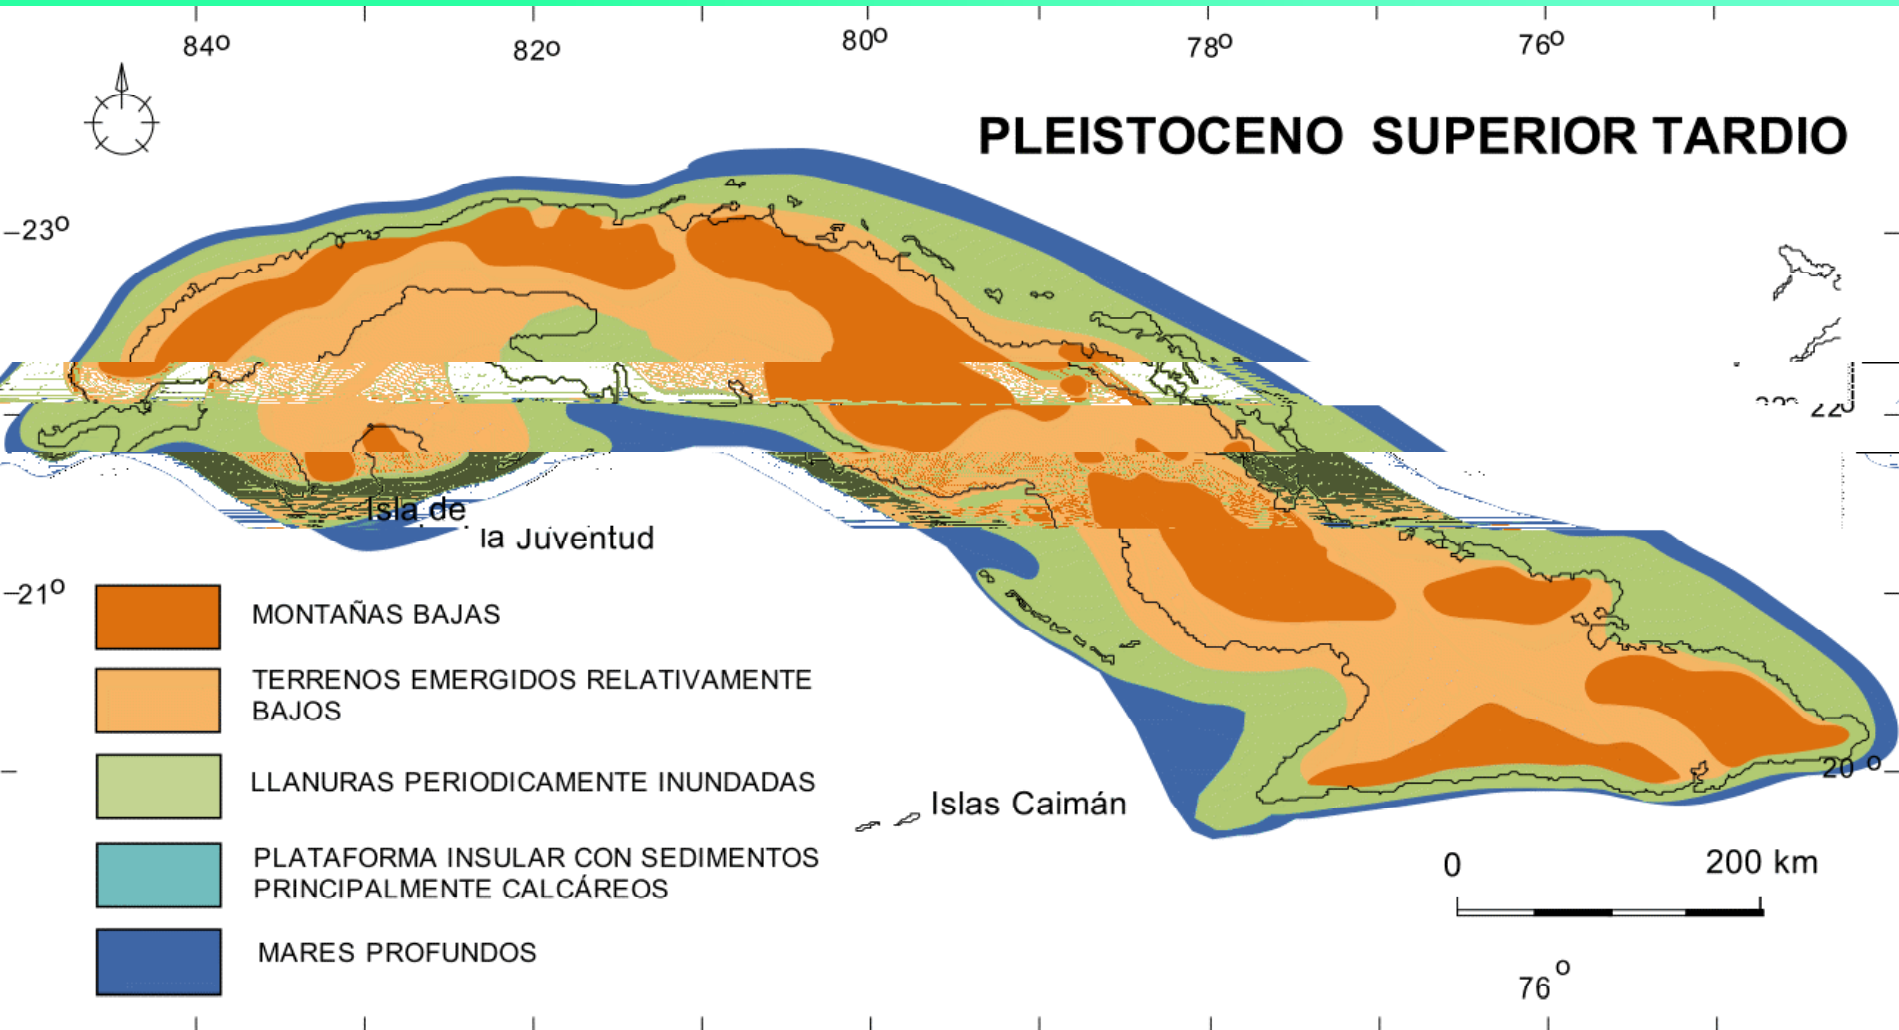 84º
82º
80º
78º
76º
PLEISTOCENO SUPERIOR TARDIO
23º
Isla de
la Juventud
21º
MONTAÑAS BAJAS
TERRENOS EMERGIDOS RELATIVAMENTE
BAJOS
LLANURAS PERIODICAMENTE INUNDADAS
20 º
Islas Caimán
PLATAFORMA INSULAR CON SEDIMENTOS
PRINCIPALMENTE CALCÁREOS
0 200 km
MARES PROFUNDOS
76º